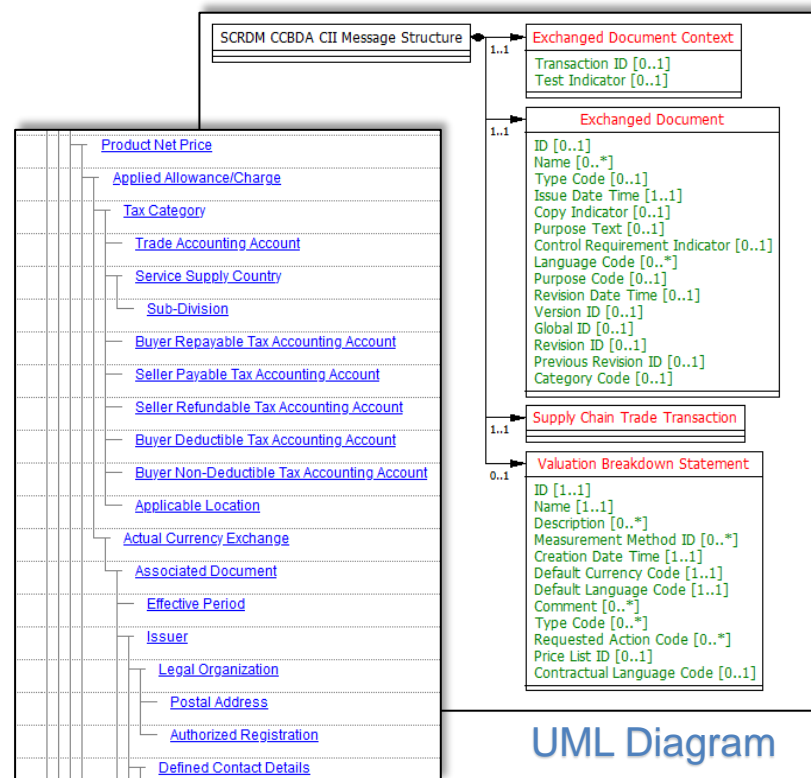 SCRDM CCBDA CII Message Structure
1..1
Exchanged Document Context
Transaction ID [0..1]
Test Indicator [0..1]
1..1
Exchanged Document
ID [0..1]
Name [0..*]
Type Code [0..1]
Issue Date Time [1..1]
Copy Indicator [0..1]
Purpose Text [0..1]
Control Requirement Indicator [0..1]
Language Code [0..*]
Purpose Code [0..1]
Revision Date Time [0..1]
Version ID [0..1]
Global ID [0..1]
Revision ID [0..1]
Previous Revision ID [0..1]
Category Code [0..1]
1..1
Supply Chain Trade Transaction
0..1
Valuation Breakdown Statement
ID [1..1]
Name [1..1]
Description [0..*]
Measurement Method ID [0..*]
Creation Date Time [1..1]
Default Currency Code [1..1]
Default Language Code [1..1]
Comment [0..*]
Type Code [0..*]
Requested Action Code [0..*]
Price List ID [0..1]
Contractual Language Code [0..1]
Product Net Price
Applied Allowance/Charge
Tax Category
Trade Accounting Account
Service Supply Country
Sub-Division
Buyer Repayable Tax Accounting Account
Seller Payable Tax Accounting Account
Seller Refundable Tax Accounting Account
Buyer Deductible Tax Accounting Account
Buyer Non-Deductible Tax Accounting Account
Applicable Location
Actual Currency Exchange
Associated Document
Effective Period
Issuer
Legal Organization
Postal Address
Authorized Registration
Defined Contact Details
UML Diagram